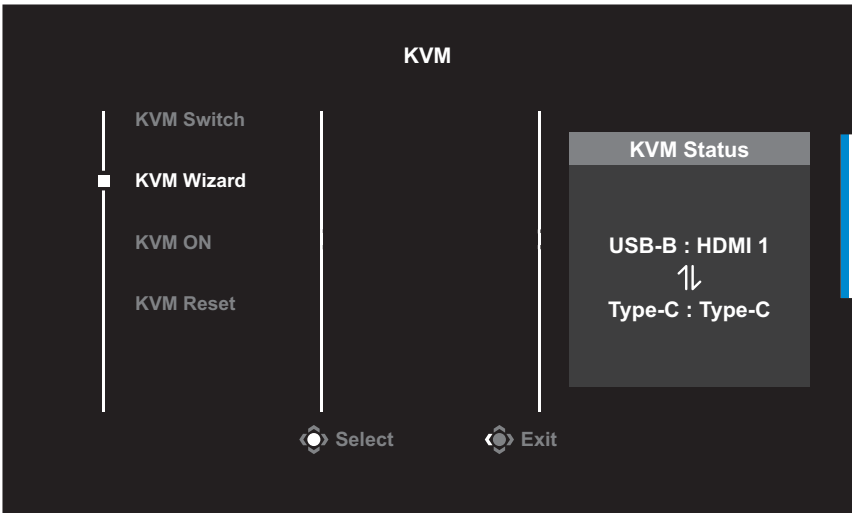 KVM
KVM Switch
KVM Wizard
KVM ON
KVM Reset
KVM Status
USB-B : HDMI 1
Type-C : Type-C
Select
Exit